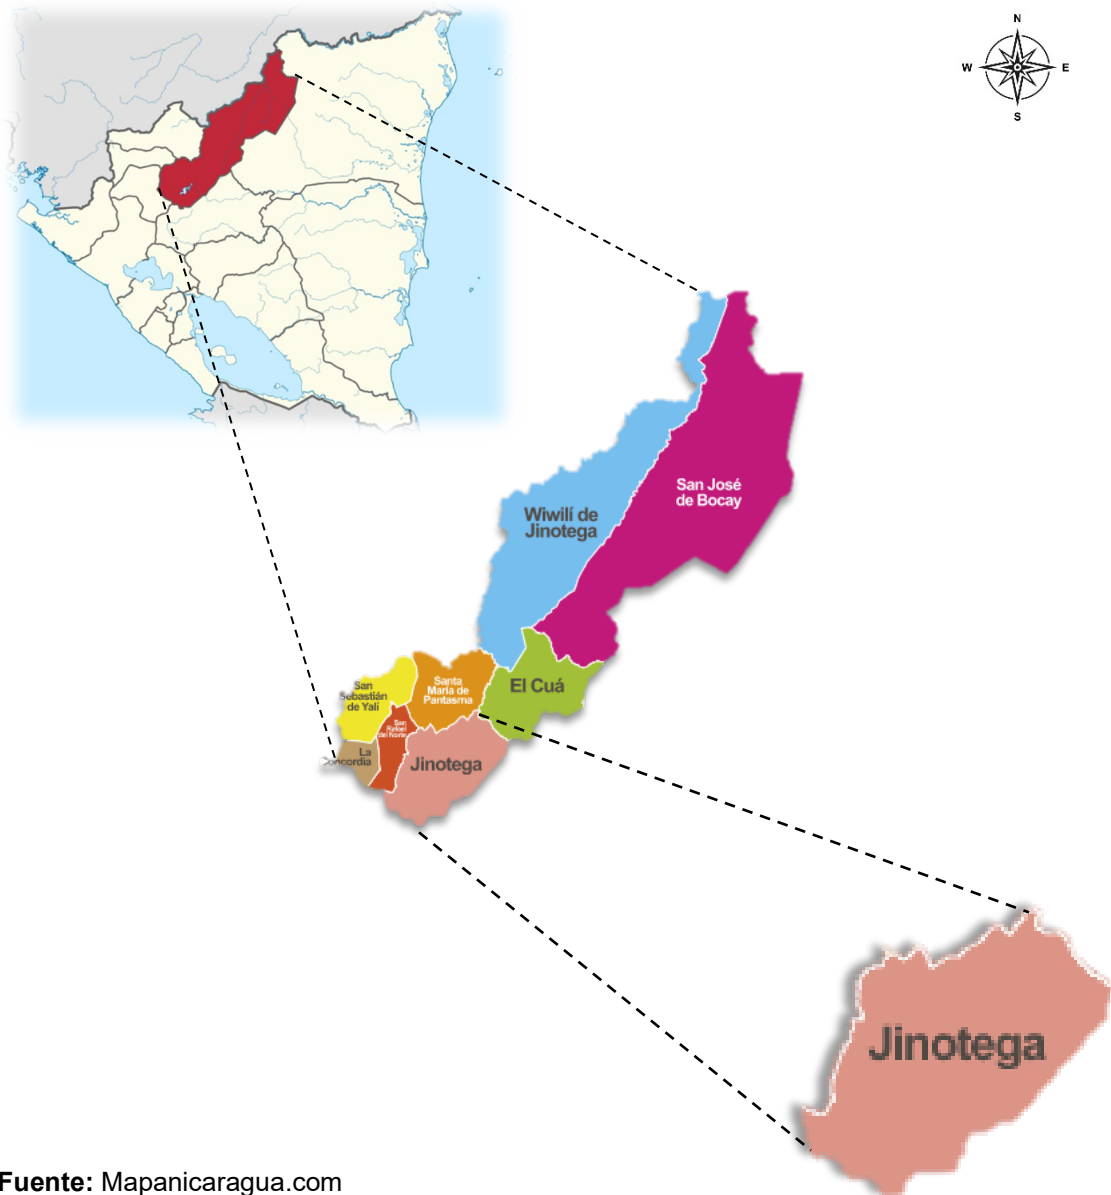 N
W
E
S
San José
de Bocay
Wiwilí de
Jinotega
San
Sebastián
de Yalí
Santa
María de
Pantasma
El Cuá
San
Rafael
del Norte
La
Concordia
Jinotega
Jinotega
Fuente: Mapanicaragua.com